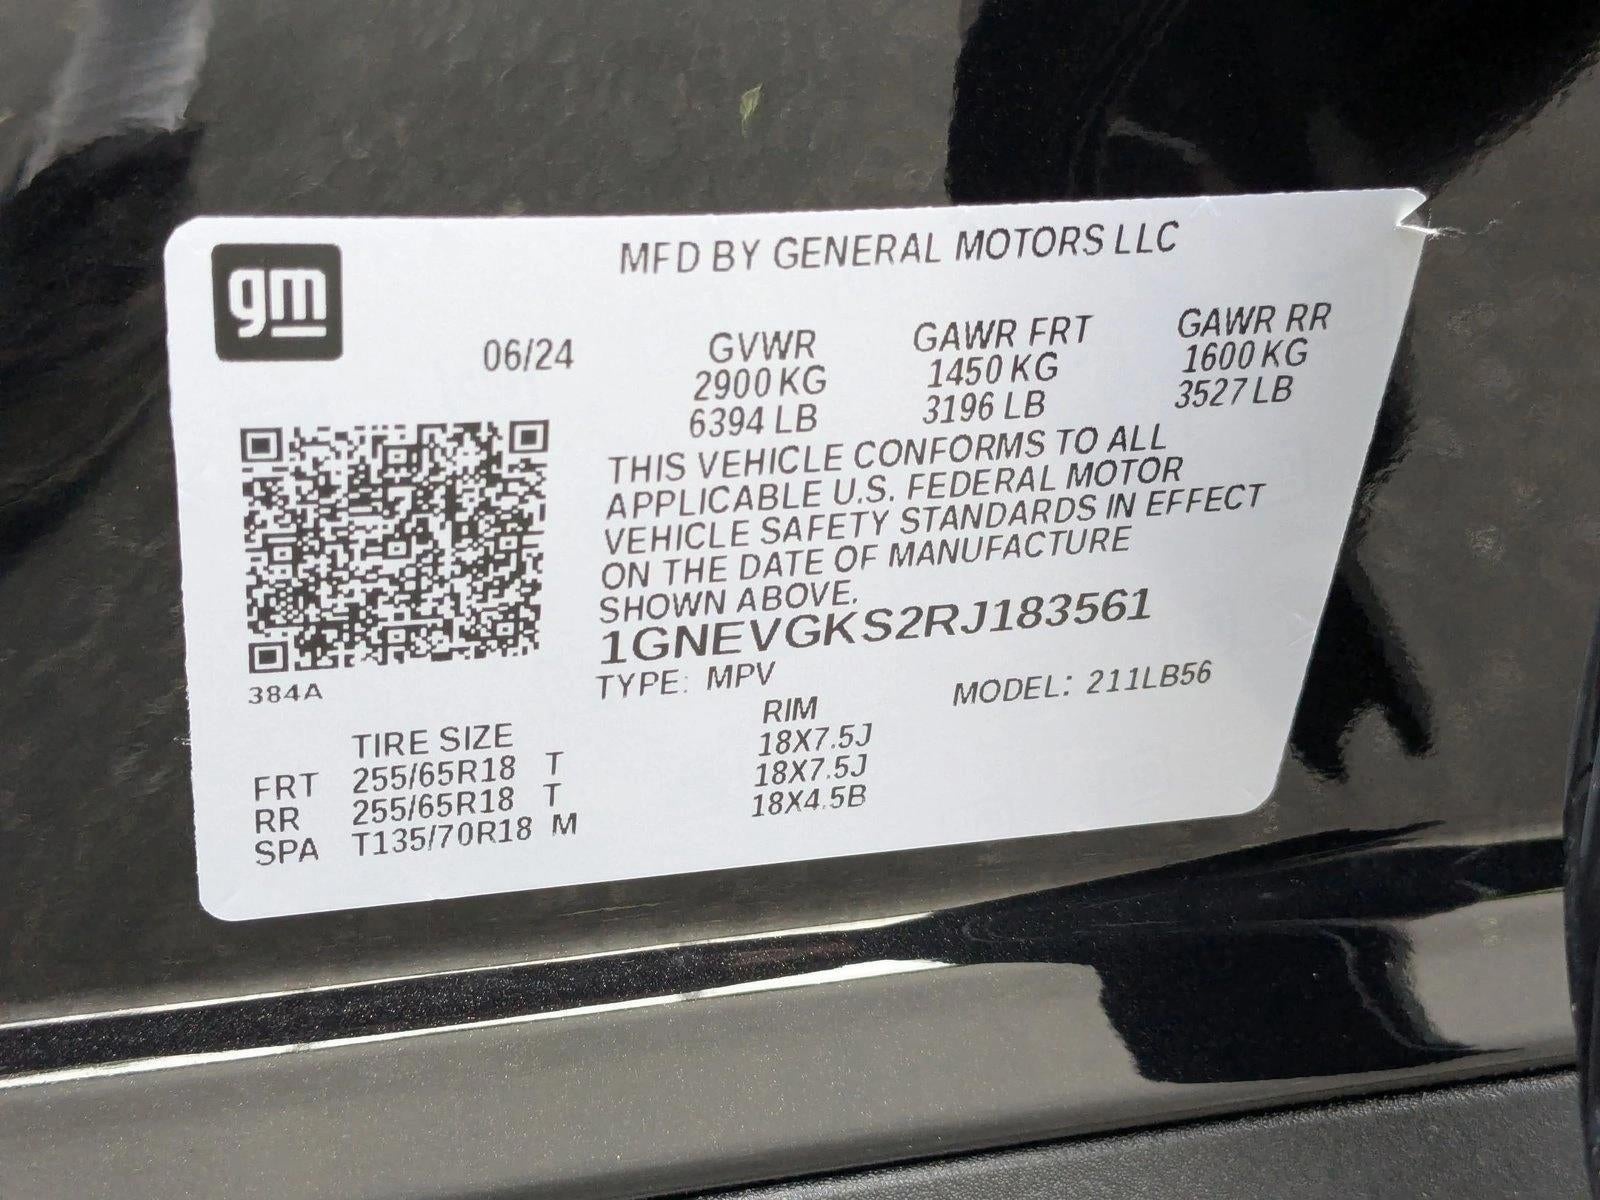 gm
MFD BY GENERAL MOTORS LLC
06/24
GVWR GAWR FRT GAWR RR
2900 KG 1450 KG 1600 KG
6394 LB 3196 LB 3527 LB
THIS VEHICLE CONFORMS TO ALL
APPLICABLE U.S. FEDERAL MOTOR
VEHICLE SAFETY STANDARDS IN EFFECT
ON THE DATE OF MANUFACTURE
SHOWN ABOVE.
1GNEVGKS2RJ183561
TYPE: MPV MODEL: 211LB56
384A
TIRE SIZE RIM
FRT 255/65R18 T 18X7.5J
RR 255/65R18 T 18X7.5J
SPA T135/70R18 M 18X4.5B